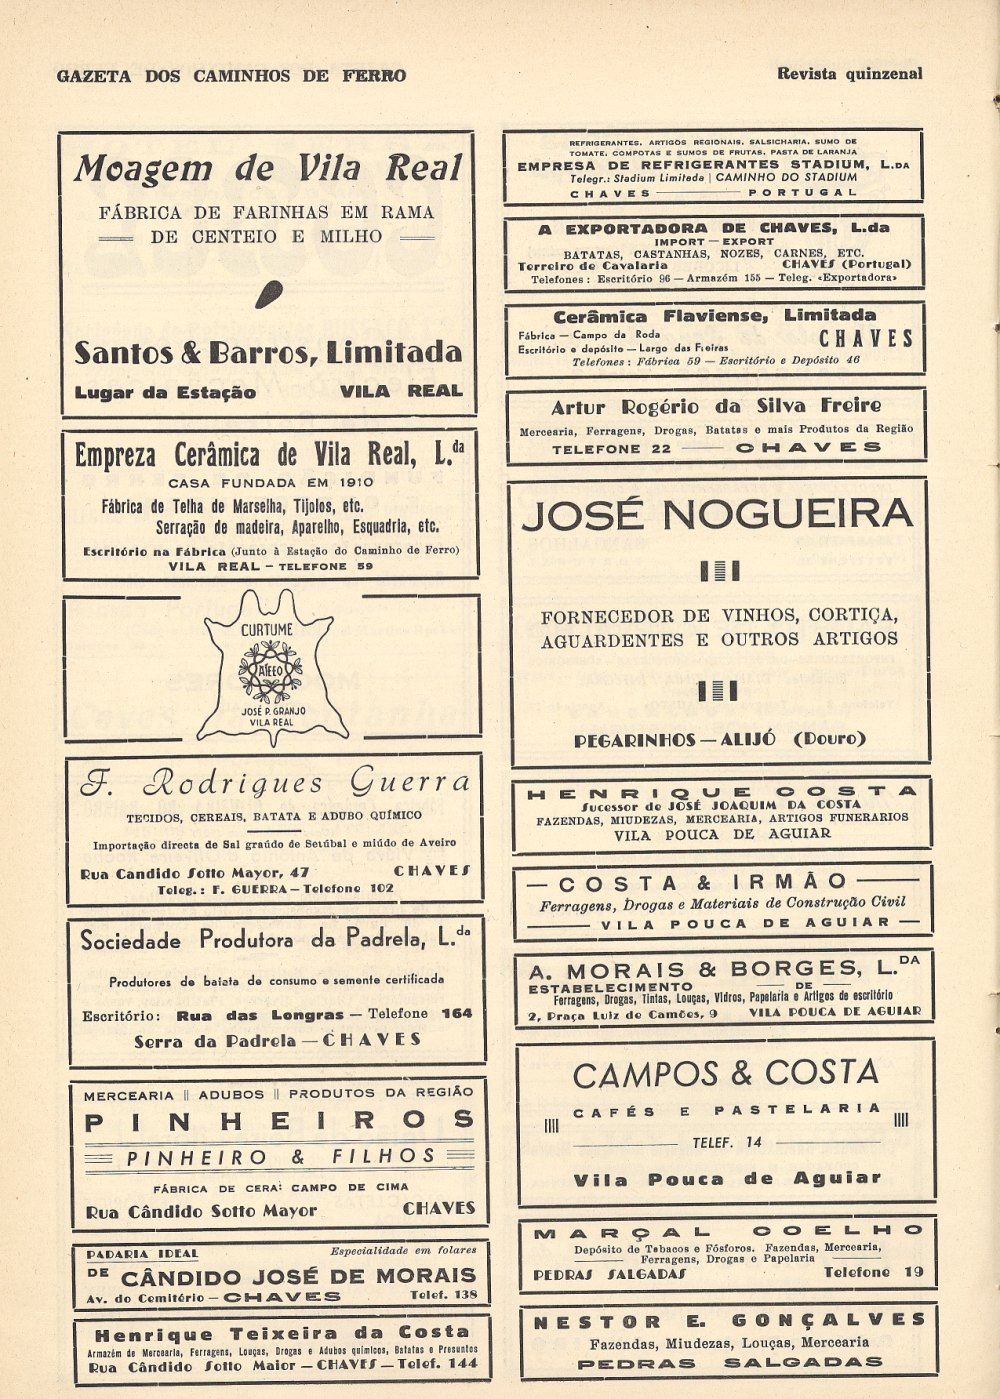 GAZETA DOS CAMINHOS DE FERRO
Revista quinzenal
Moagem de Vila Real
FÁBRICA DE FARINHAS EM RAMA
DE CENTEIO E MILHO
Santos & Barros, Limitada
Lugar da Estação VILA REAL
Empreza Cerâmica de Vila Real, L.da
CASA FUNDADA EM 1910
Fábrica de Telha de Marselha, Tijolos, etc.
Serração de madeira, Aparelho, Esquadria, etc.
Escritório na Fábrica (Junto à Estação do Caminho de Ferro)
VILA REAL – TELEFONE 59
CURTUME
ATEEO
JOSÉ P. GRANJO
VILA REAL
F. Rodrigues Guerra
TECIDOS, CEREAIS, BATATA E ADUBO QUÍMICO
Importação directa de Sal graúdo de Setúbal e miúdo de Aveiro
Rua Candido Sotto Mayor, 47 CHAVES
Teleg.: F. GUERRA — Telefone 102
Sociedade Produtora da Padrela, L.da
Produtores de batata de consumo e semente certificada
Escritório: Rua das Longras — Telefone 164
Serra da Padrela — CHAVES
MERCEARIA || ADUBOS || PRODUTOS DA REGIÃO
PINHEIROS
PINHEIRO & FILHOS
FÁBRICA DE CERA: CAMPO DE CIMA
Rua Cândido Sotto Mayor CHAVES
PADARIA IDEAL Especialidade em folares
DE CÂNDIDO JOSÉ DE MORAIS
Av. do Cemitério — CHAVES Telef. 138
Henrique Teixeira da Costa
Armazém de Mercearia, Ferragens, Louças, Drogas e Adubos químicos, Batatas e Presuntos
Rua Cândido Sotto Maior — CHAVES — Telef. 144
REFRIGERANTES, ARTIGOS REGIONAIS, SALSICHARIA, SUMO DE
TOMATE, COMPOTAS E SUMOS DE FRUTAS, PASTA DE LARANJA
EMPRESA DE REFRIGERANTES STADIUM, L.DA
Telegr.: Stadium Limitada | CAMINHO DO STADIUM
CHAVES — PORTUGAL
A EXPORTADORA DE CHAVES, L.da
IMPORT — EXPORT
BATATAS, CASTANHAS, NOZES, CARNES, ETC.
Terreiro de Cavalaria CHAVES (Portugal)
Telefones: Escritório 96 — Armazém 155 — Teleg. «Exportadora»
Cerâmica Flaviense, Limitada
Fábrica — Campo da Roda
CHAVES
Escritório e depósito — Largo das Freiras
Telefones: Fábrica 59 — Escritório e Depósito 46
Artur Rogério da Silva Freire
Mercearia, Ferragens, Drogas, Batatas e mais Produtos da Região
TELEFONE 22 — CHAVES
JOSÉ NOGUEIRA
FORNECEDOR DE VINHOS, CORTIÇA,
AGUARDENTES E OUTROS ARTIGOS
PEGARINHOS — ALIJÓ (Douro)
HENRIQUE COSTA
Sucessor de JOSÉ JOAQUIM DA COSTA
FAZENDAS, MIUDEZAS, MERCEARIA, ARTIGOS FUNERARIOS
VILA POUCA DE AGUIAR
— COSTA & IRMÃO —
Ferragens, Drogas e Materiais de Construção Civil
— VILA POUCA DE AGUIAR —
A. MORAIS & BORGES, L.DA
ESTABELECIMENTO — DE —
Ferragens, Drogas, Tintas, Louças, Vidros, Papelaria e Artigos de escritório
2, Praça Luiz de Camões, 9 VILA POUCA DE AGUIAR
CAMPOS & COSTA
CAFÉS E PASTELARIA
TELEF. 14
Vila Pouca de Aguiar
MARÇAL COELHO
Depósito de Tabacos e Fósforos. Fazendas, Mercearia,
Ferragens, Drogas e Papelaria
PEDRAS SALGADAS Telefone 19
NESTOR E. GONÇALVES
Fazendas, Miudezas, Louças, Mercearia
PEDRAS SALGADAS